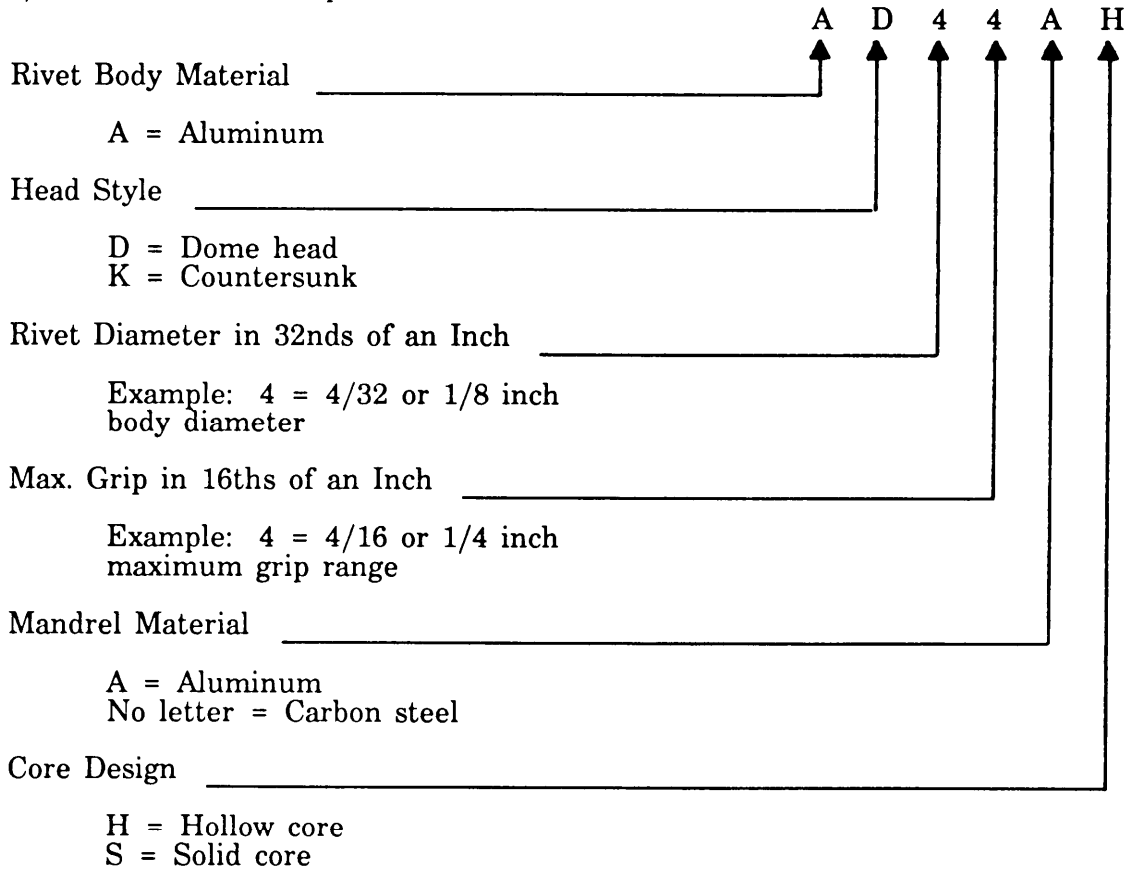 A D 4 4 A H
Rivet Body Material
A = Aluminum
Head Style
D = Dome head
K = Countersunk
Rivet Diameter in 32nds of an Inch
Example: 4 = 4/32 or 1/8 inch
body diameter
Max. Grip in 16ths of an Inch
Example: 4 = 4/16 or 1/4 inch
maximum grip range
Mandrel Material
A = Aluminum
No letter = Carbon steel
Core Design
H = Hollow core
S = Solid core